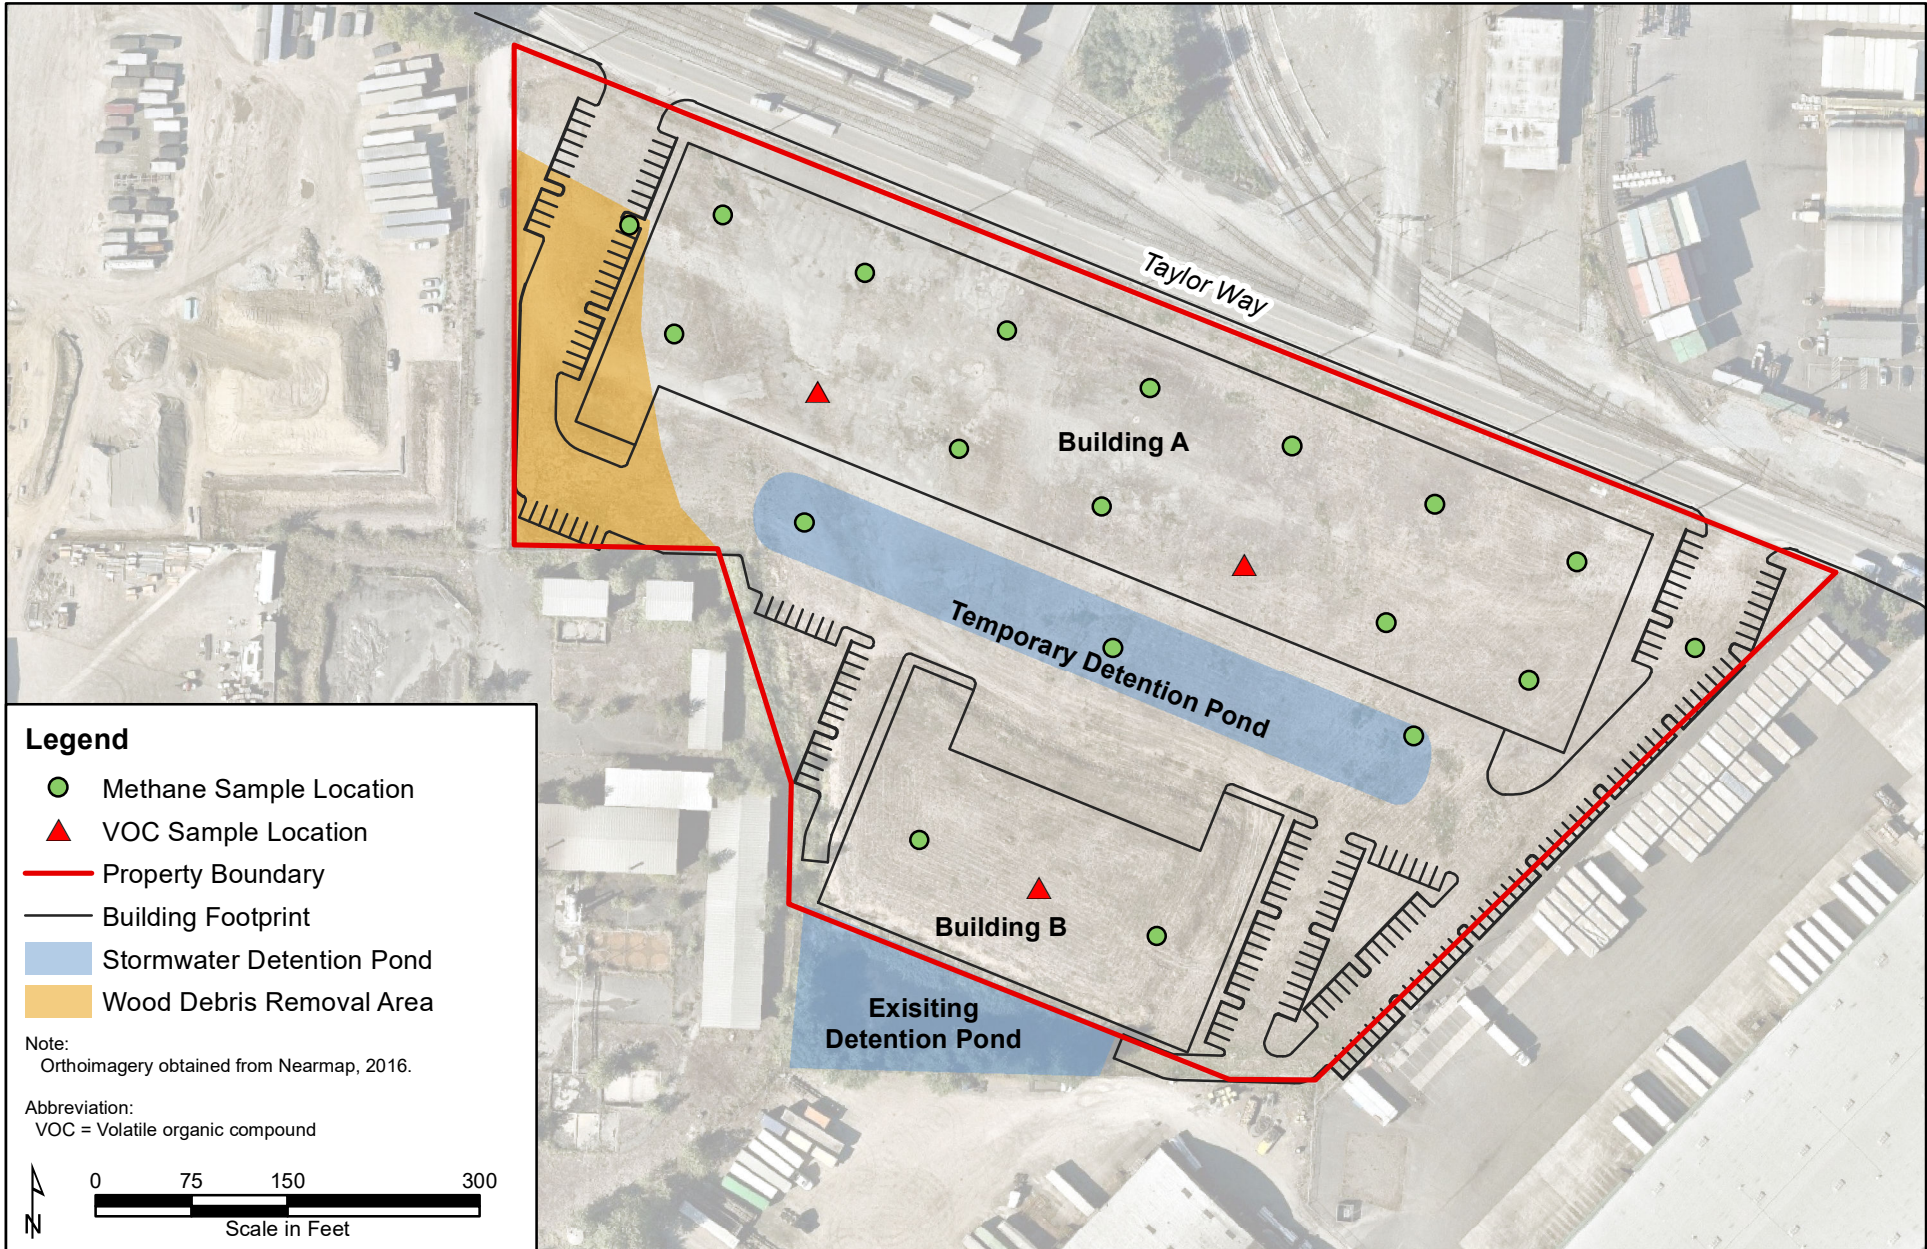 Taylor Way
Building A
Temporary Detention Pond
Building B
Exisiting
Detention Pond
Legend
Methane Sample Location
VOC Sample Location
Property Boundary
Building Footprint
Stormwater Detention Pond
Wood Debris Removal Area
Note:
Orthoimagery obtained from Nearmap, 2016.
Abbreviation:
VOC = Volatile organic compound
N
0 75 150 300
Scale in Feet